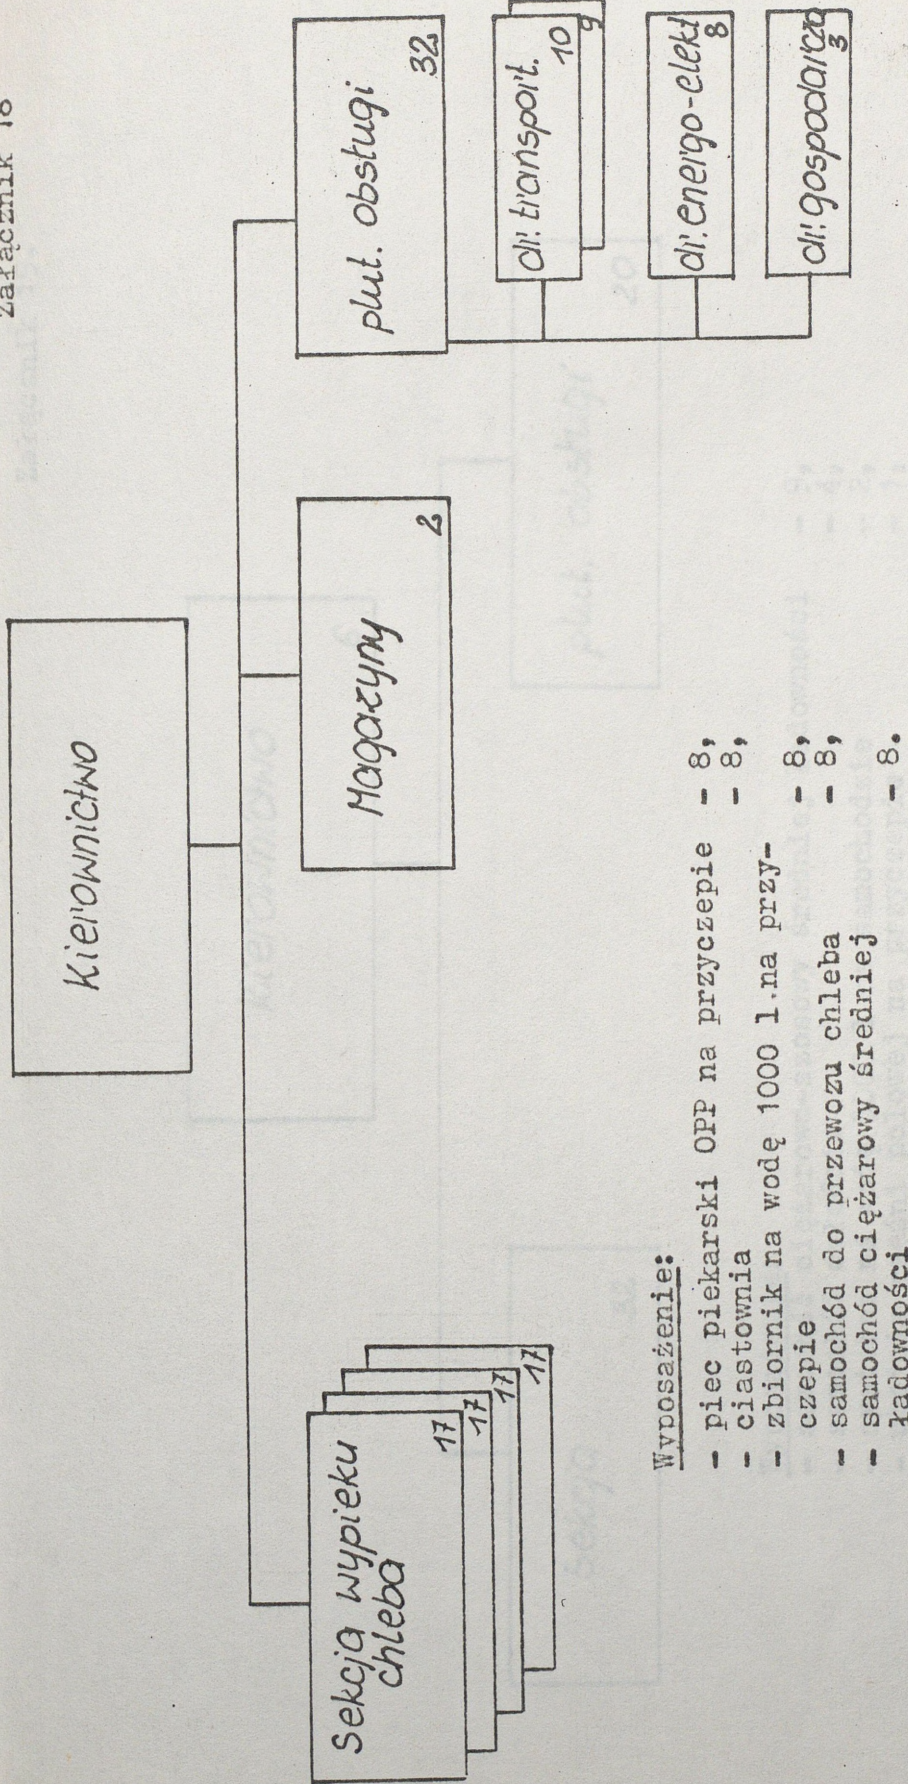 Załącznik 18
Kierownictwo
Sekcja wypieku
chleba
17
17
17
17
Magazyny
2
plut. obsługi
32
dr. transport.
10
9
dr. energo-elekt
8
dr. gospodarcza
3
Wyposażenie:
- piec piekarski OPP na przyczepie - 8,
- ciastownia - 8,
- zbiornik na wodę 1000 l.na przy-
czepie - 8,
- samochód do przewozu chleba - 8,
- samochód ciężarowy średniej
ładowności - 8.